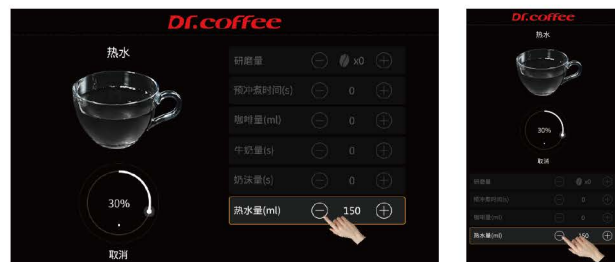 Dr.coffee
热水
30%
取消
研磨量 x0
预冲煮时间(s) 0
咖啡量(ml) 0
牛奶量(s) 0
奶沫量(s) 0
热水量(ml) 150
Dr.coffee
热水
30%
取消
研磨量 x0
预冲煮时间(s) 0
咖啡量(ml) 0
热水量(ml) 150